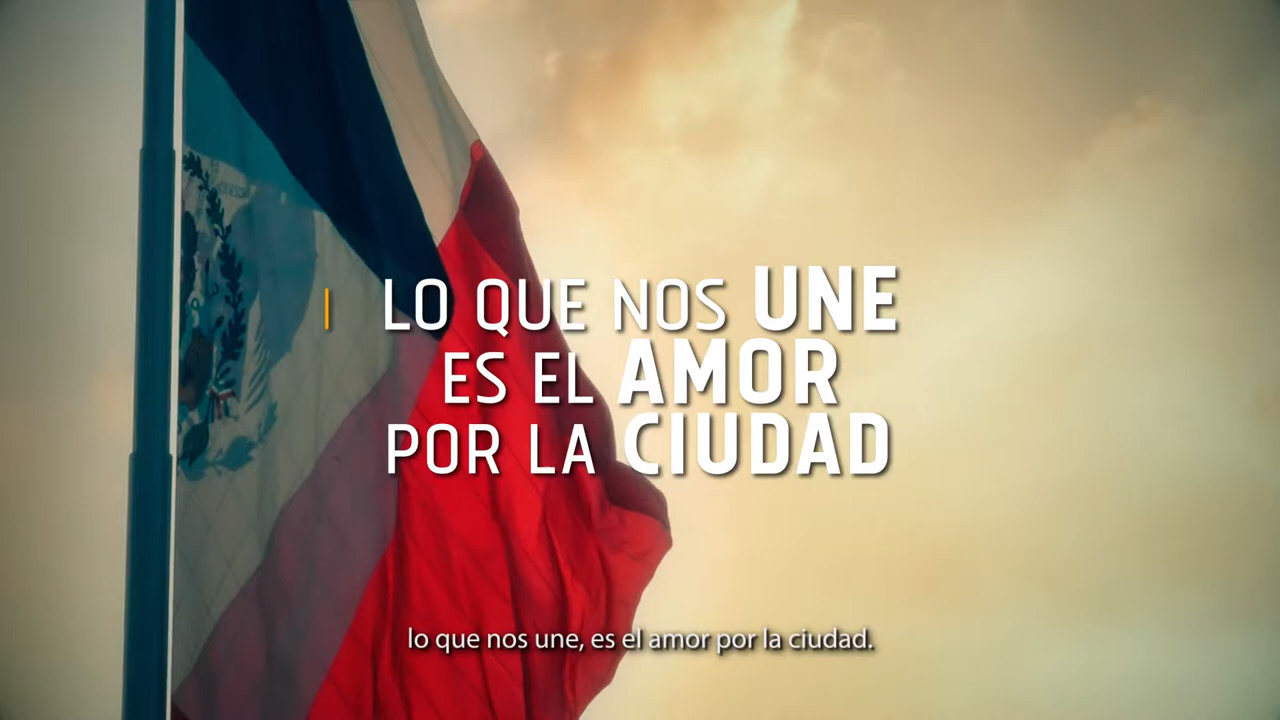 LO QUE NOS UNE
ES EL AMOR
POR LA CIUDAD
lo que nos une, es el amor por la ciudad.